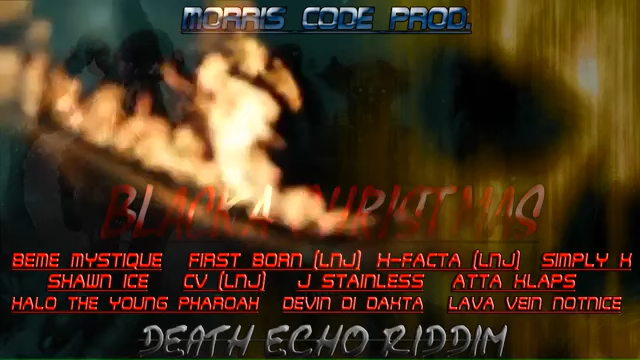 MORRIS CODE PROD.
BLACKA CHRISTMAS
BEME MYSTIQUE FIRST BORN (LNJ) X-FACTA (LNJ) SIMPLY X
SHAWN ICE CV (LNJ) J STAINLESS ATTA KLAPS
HALO THE YOUNG PHAROAH DEVIN DI DAKTA LAVA VEIN NOTNICE
DEATH ECHO RIDDIM